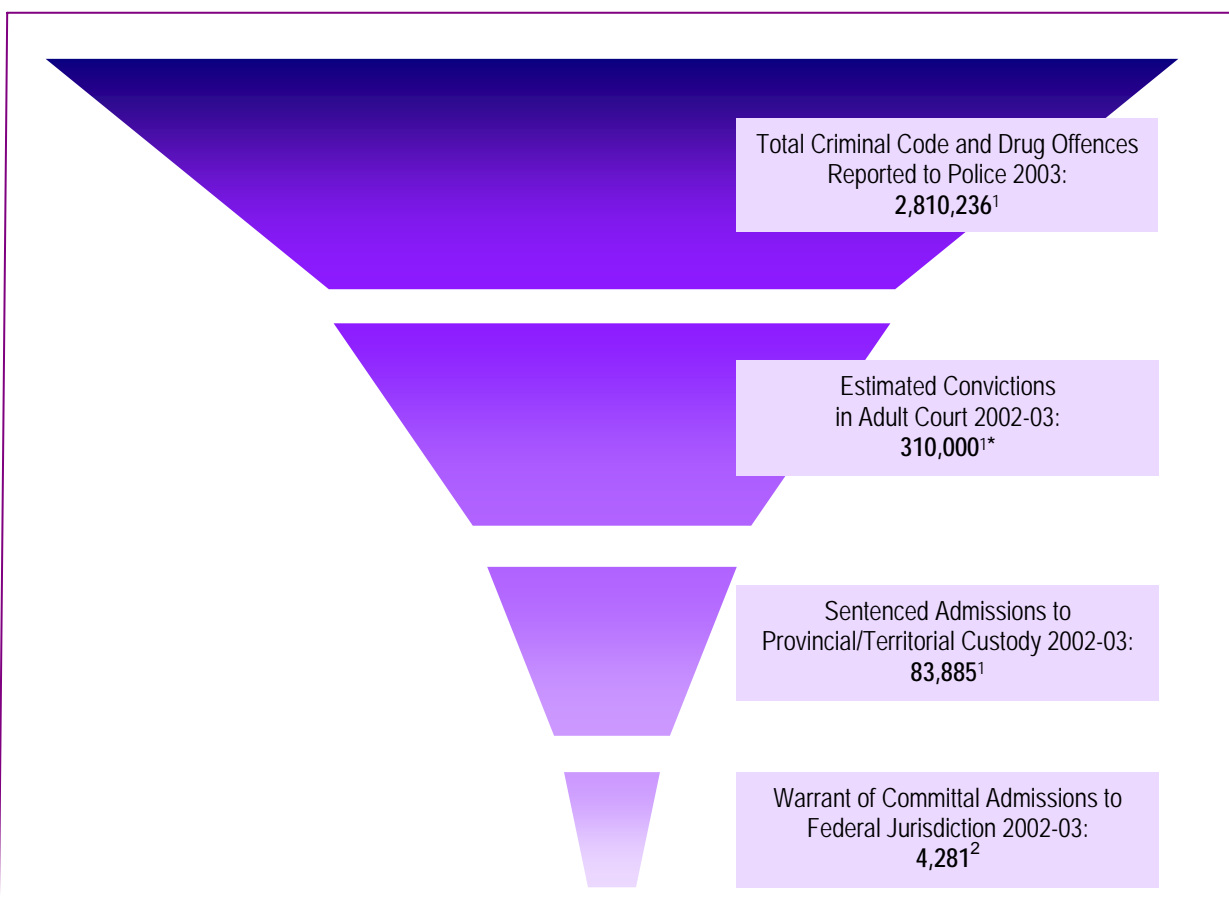 Total Criminal Code and Drug Offences
Reported to Police 2003:
2,810,236¹
Estimated Convictions
in Adult Court 2002-03:
310,000¹*
Sentenced Admissions to
Provincial/Territorial Custody 2002-03:
83,885¹
Warrant of Committal Admissions to
Federal Jurisdiction 2002-03:
4,281²